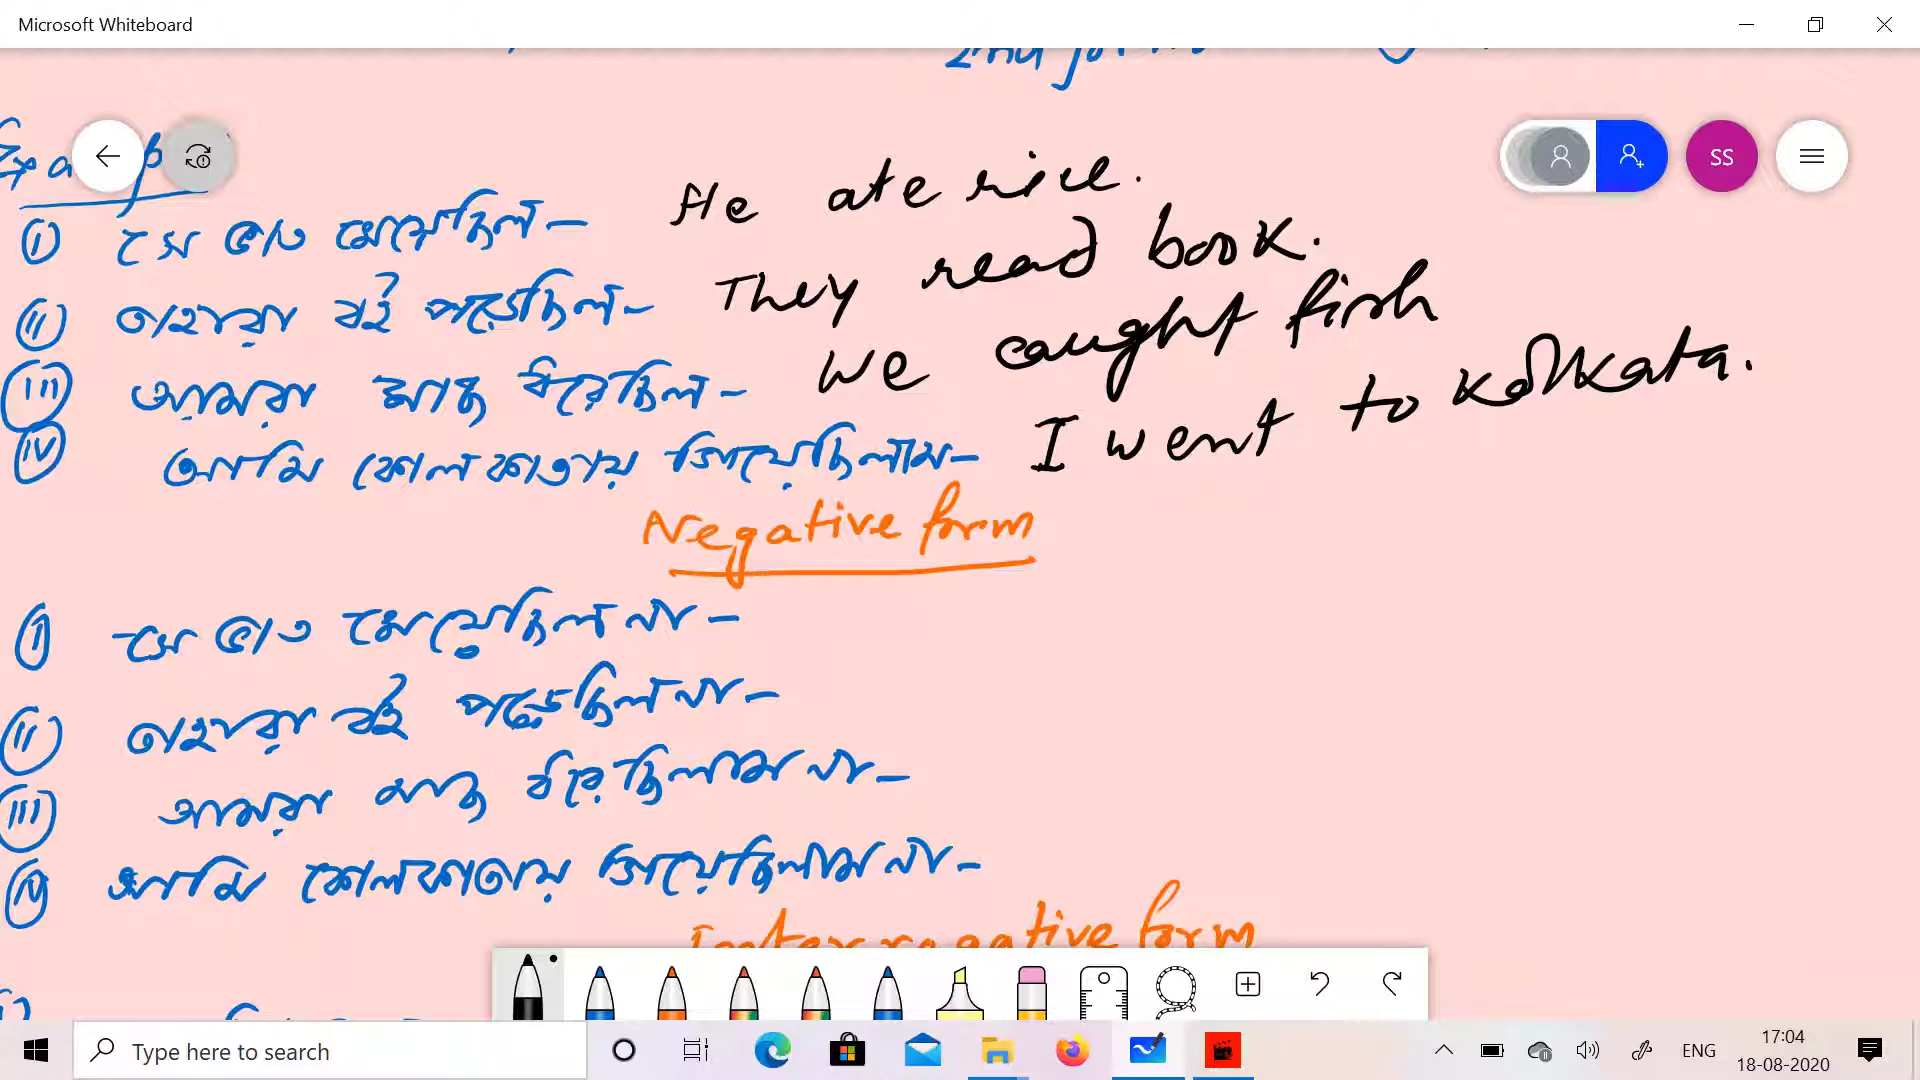 Microsoft Whiteboard
SS
(i) সে ভাত খেয়েছিল - He ate rice.
(ii) তাহারা বই পড়েছিল - They read book.
(iii) আমরা মাছ ধরেছিল - We caught fish
(iv) আমি কোলকাতায় গিয়েছিলাম - I went to kolkata.
Negative form
(i) সে ভাত খেয়েছিল না -
(ii) তাহারা বই পড়েছিল না -
(iii) আমরা মাছ ধরেছিলাম না -
(iv) আমি কোলকাতায় গিয়েছিলাম না -
form
Type here to search
ENG
17:04
18-08-2020